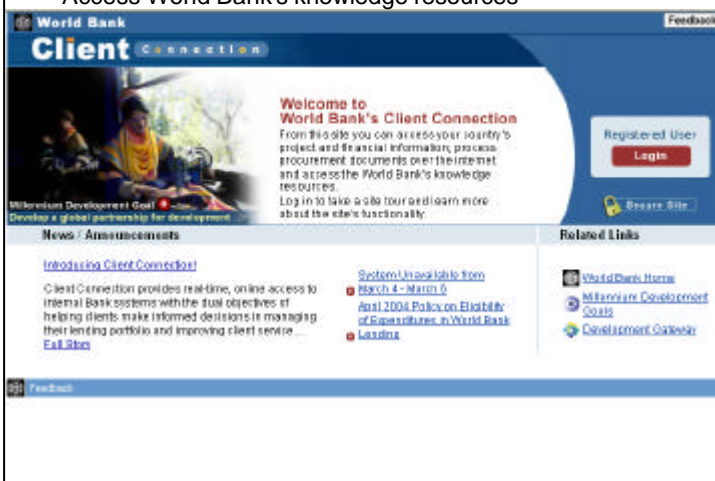 Access World Bank's knowledge resources
World Bank
Feedback
Client Connection
Welcome to
World Bank's Client Connection
From this site you can access your country's
project and financial information, process
procurement documents over the internet
and access the World Bank's knowledge
resources.
Log in to take a site tour and learn more
about the site's functionality.
Registered User
Login
Secure Site
Millennium Development Goal 8
Develop a global partnership for development
News / Announcements
Related Links
Introducing Client Connection!
Client Connection provides real-time, online access to
internal Bank systems with the dual objectives of
helping clients make informed decisions in managing
their lending portfolio and improving client service...
Full Story
System Unavailable from
March 4 - March 6
April 2004 Policy on Eligibility
of Expenditures in World Bank
Lending
World Bank Home
Millennium Development
Goals
Development Gateway
Feedback